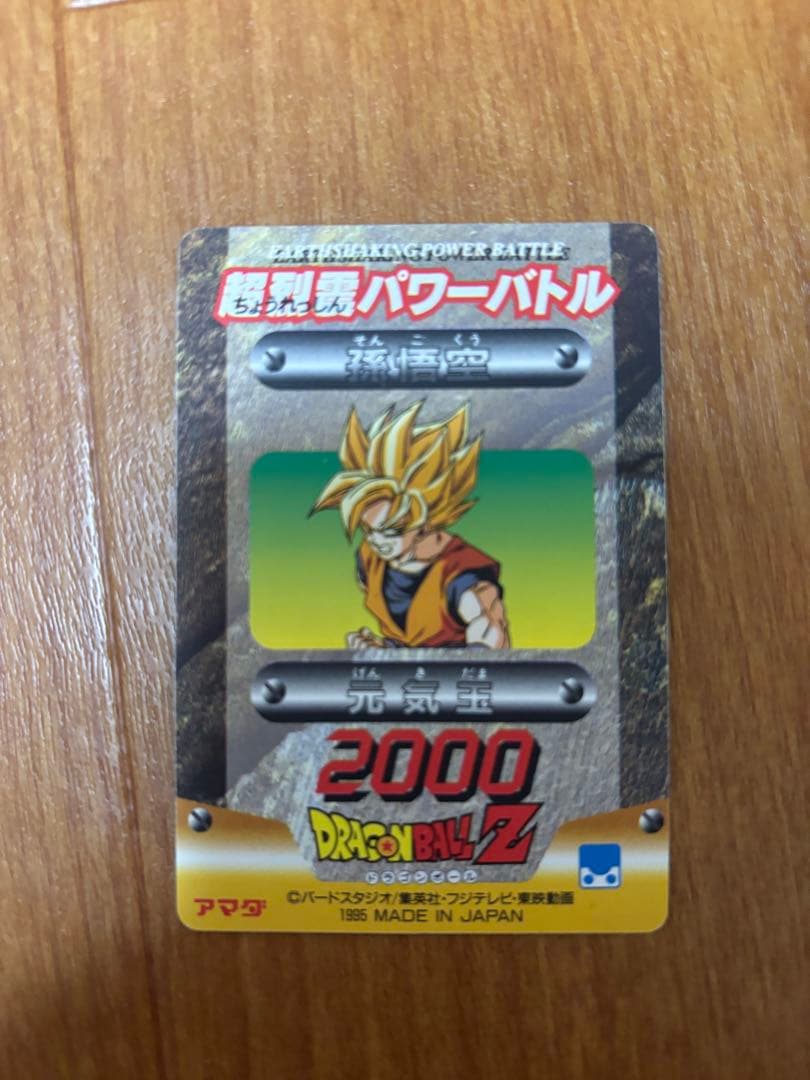 EARTHSHAKING POWER BATTLE
超烈震パワーバトル
ちょうれっしん
そん ご くう
孫悟空
げん き だま
元気玉
2000
DRAGON BALL Z
ドラゴンボール
アマダ
©バードスタジオ/集英社・フジテレビ・東映動画
1995 MADE IN JAPAN